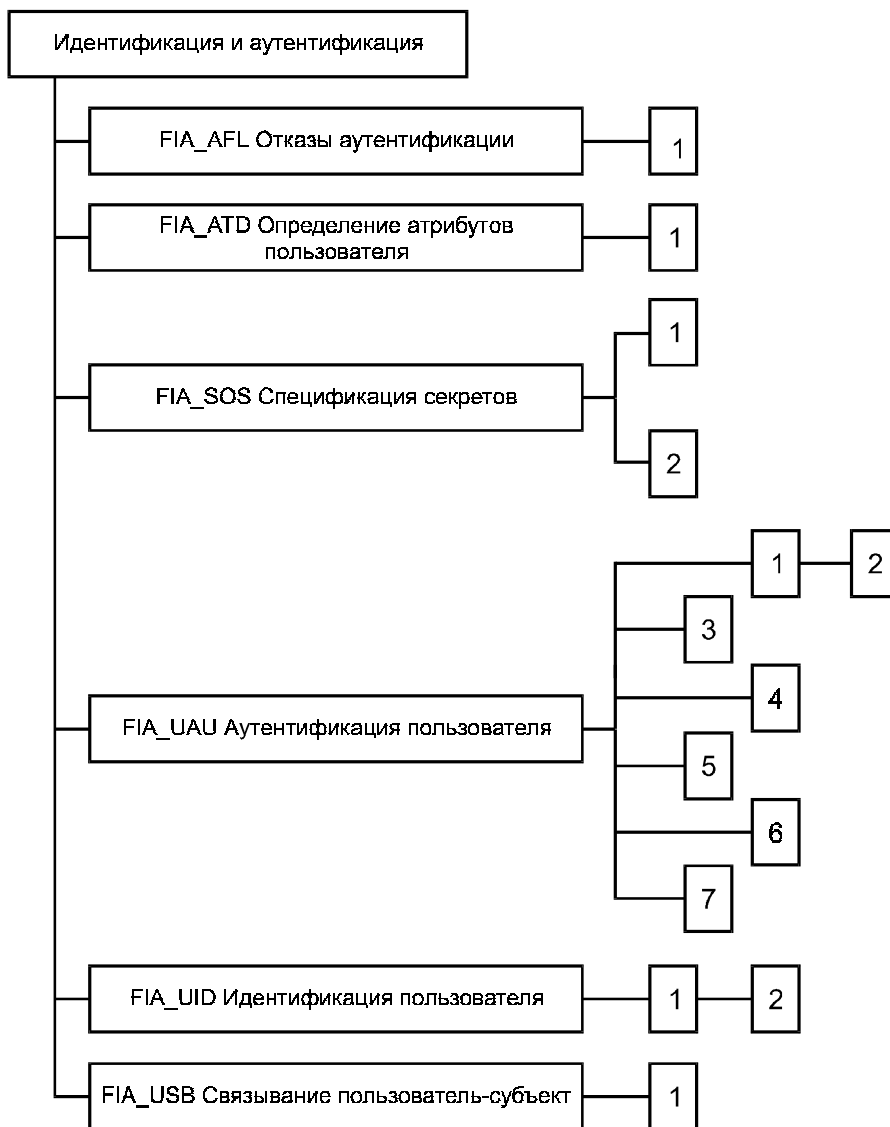 Идентификация и аутентификация
FIA_AFL Отказы аутентификации
1
FIA_ATD Определение атрибутов
пользователя
1
1
FIA_SOS Спецификация секретов
2
1
2
3
4
FIA_UAU Аутентификация пользователя
5
6
7
FIA_UID Идентификация пользователя
1
2
FIA_USB Связывание пользователь-субъект
1